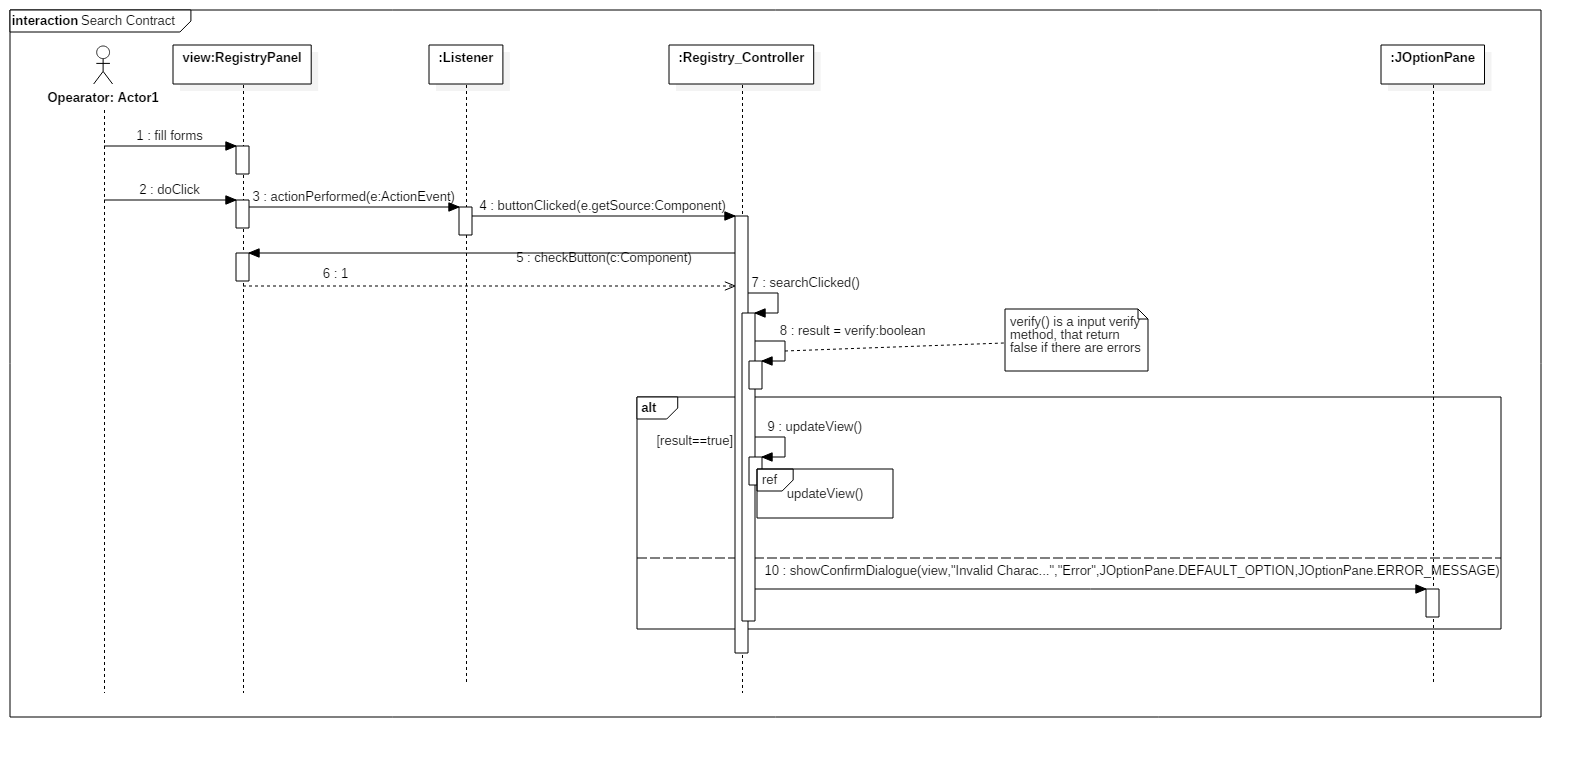 interaction Search Contract
view:RegistryPanel
:Listener
:Registry_Controller
:JOptionPane
Opearator: Actor1
1 : fill forms
2 : doClick
3 : actionPerformed(e:ActionEvent)
4 : buttonClicked(e.getSource:Component)
5 : checkButton(c:Component)
6 : 1
7 : searchClicked()
8 : result = verify:boolean
verify() is a input verify
method, that return
false if there are errors
alt
9 : updateView()
[result==true]
ref
updateView()
10 : showConfirmDialogue(view,"Invalid Charac...","Error",JOptionPane.DEFAULT_OPTION,JOptionPane.ERROR_MESSAGE)